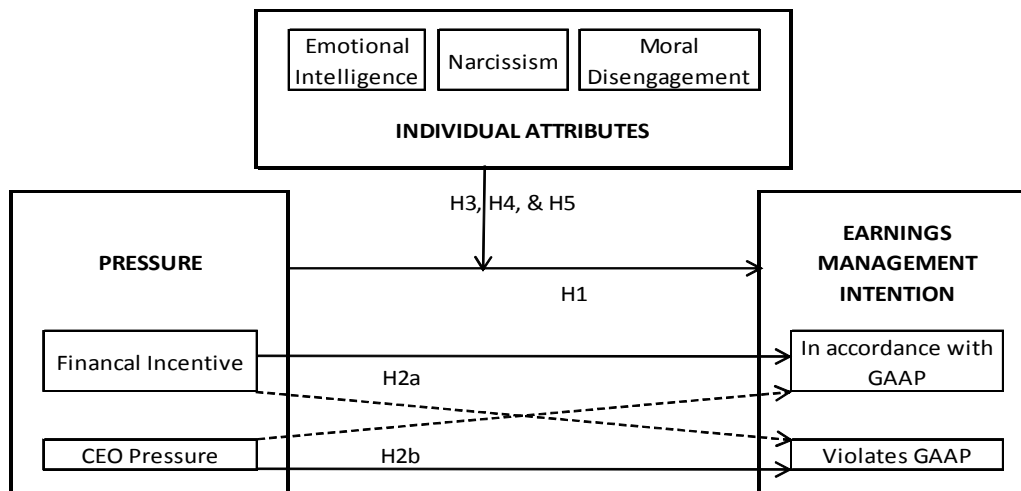 Emotional
Intelligence
Narcissism
Moral
Disengagement
INDIVIDUAL ATTRIBUTES
H3, H4, & H5
PRESSURE
EARNINGS
MANAGEMENT
INTENTION
H1
Financal Incentive
In accordance with
GAAP
H2a
CEO Pressure
H2b
Violates GAAP